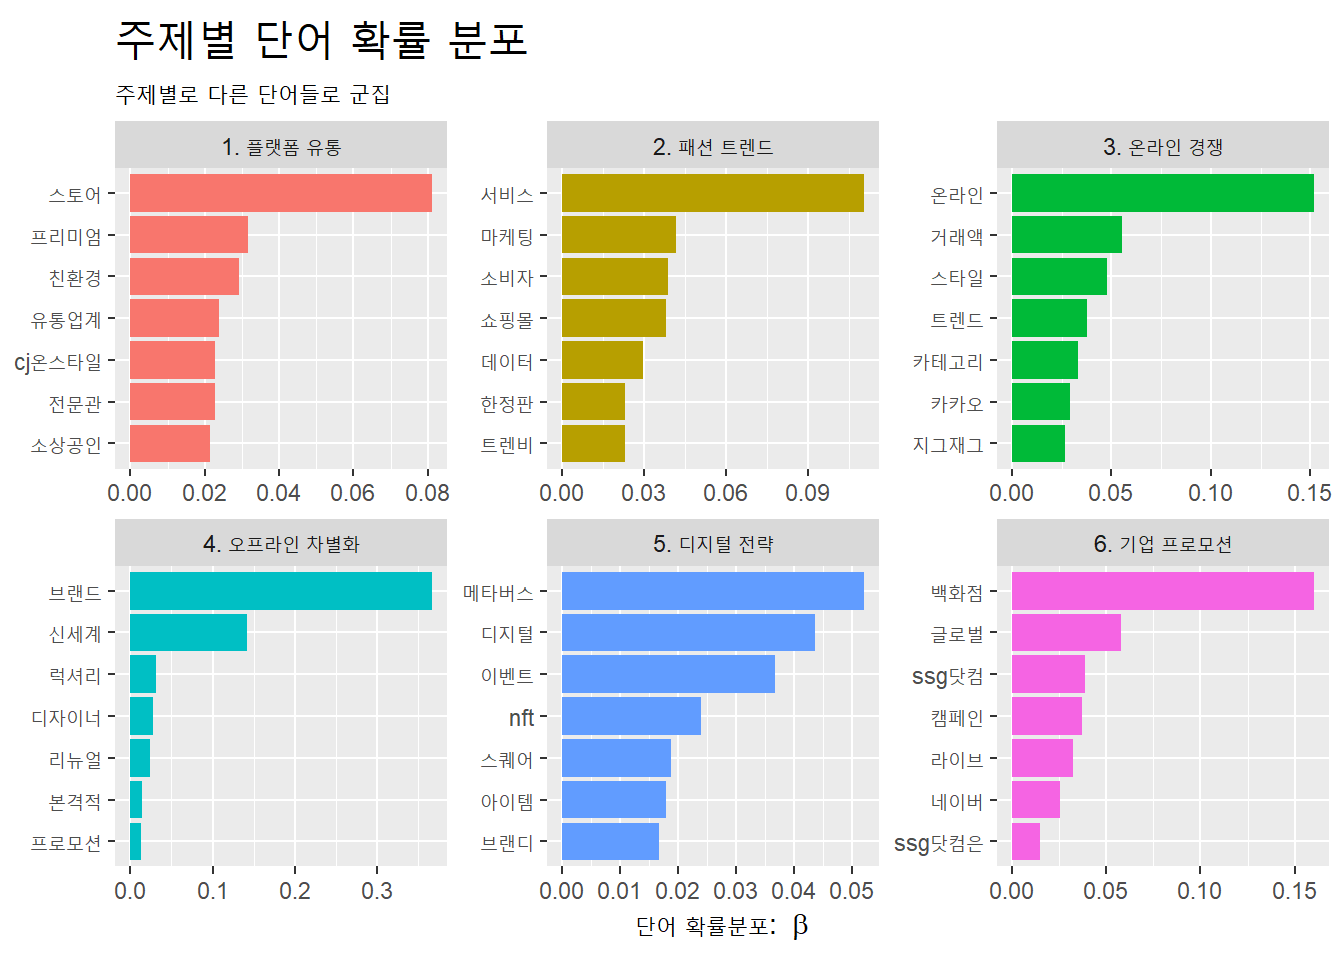 주제별 단어 확률 분포
주제별로 다른 단어들로 군집
1. 플랫폼 유통
스토어
프리미엄
친환경
유통업계
cj온스타일
전문관
소상공인
0.00 0.02 0.04 0.06 0.08
2. 패션 트렌드
서비스
마케팅
소비자
쇼핑몰
데이터
한정판
트렌비
0.00 0.03 0.06 0.09
3. 온라인 경쟁
온라인
거래액
스타일
트렌드
카테고리
카카오
지그재그
0.00 0.05 0.10 0.15
4. 오프라인 차별화
브랜드
신세계
럭셔리
디자이너
리뉴얼
본격적
프로모션
0.0 0.1 0.2 0.3
5. 디지털 전략
메타버스
디지털
이벤트
nft
스퀘어
아이템
브랜디
0.00 0.01 0.02 0.03 0.04 0.05
6. 기업 프로모션
백화점
글로벌
ssg닷컴
캠페인
라이브
네이버
ssg닷컴은
0.00 0.05 0.10 0.15
단어 확률분포: β